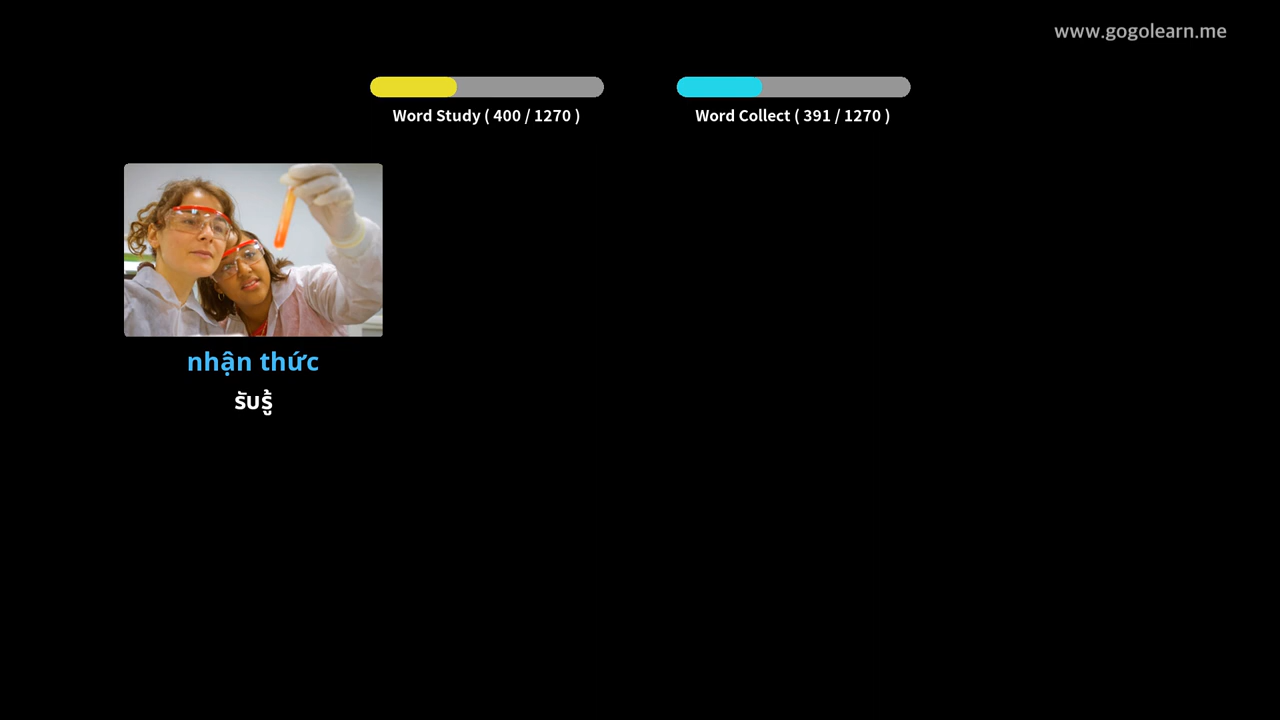 www.gogolearn.me
Word Study ( 400 / 1270 )
Word Collect ( 391 / 1270 )
nhận thức
รับรู้